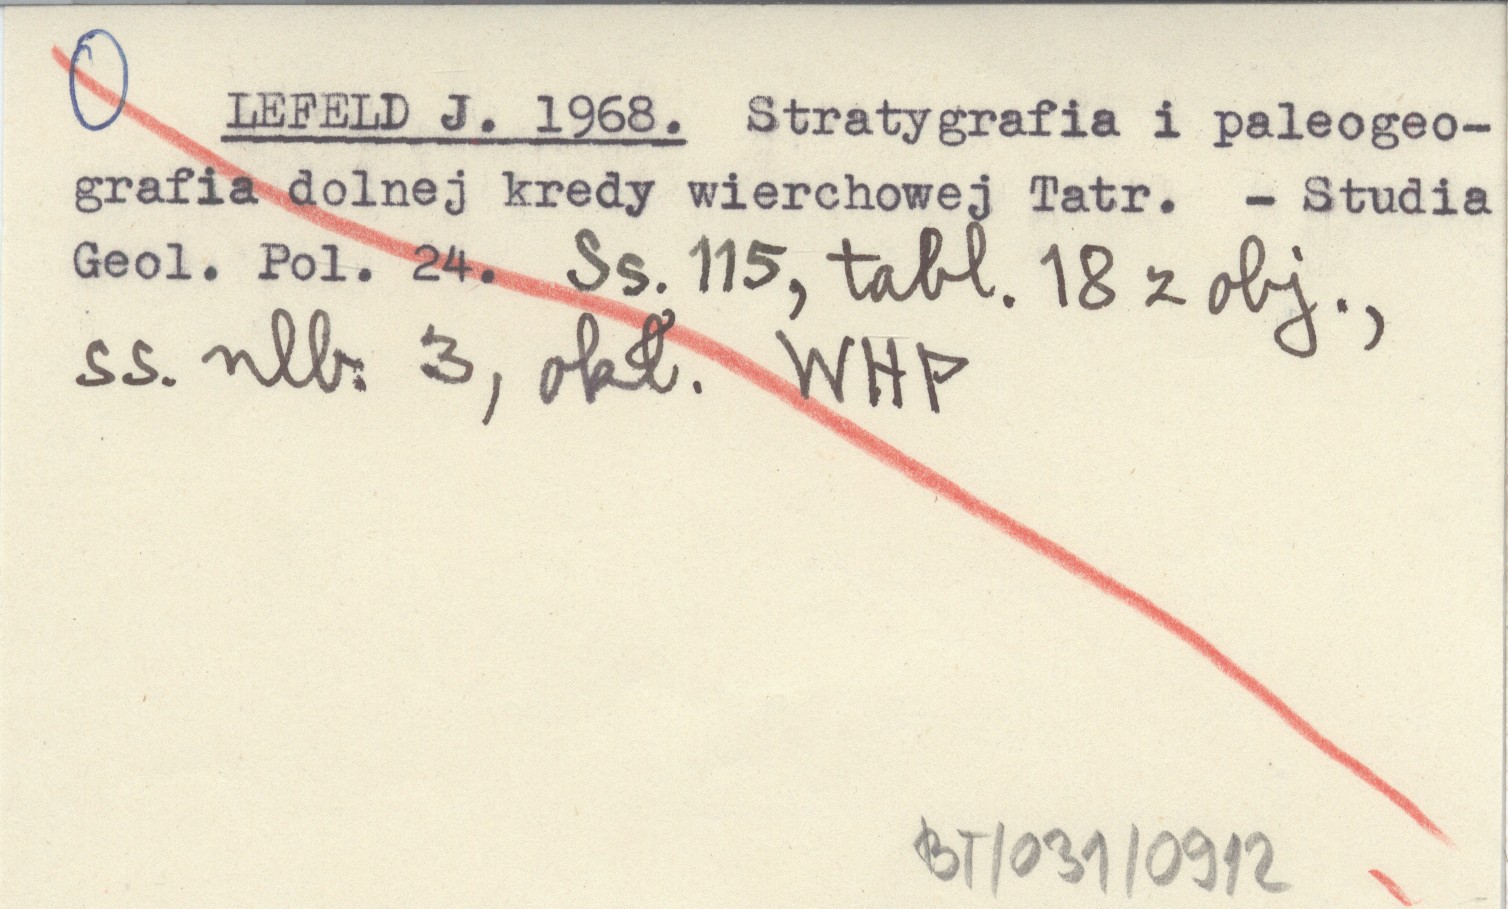 LEFELD J. 1968. Stratygrafia i paleogeo-
grafia dolnej kredy wierchowej Tatr. - Studia
Geol. Pol. 24. Ss. 115, tabl. 18 z obj.,
ss. nlb. 3, okł. WHP
BT/031/0912